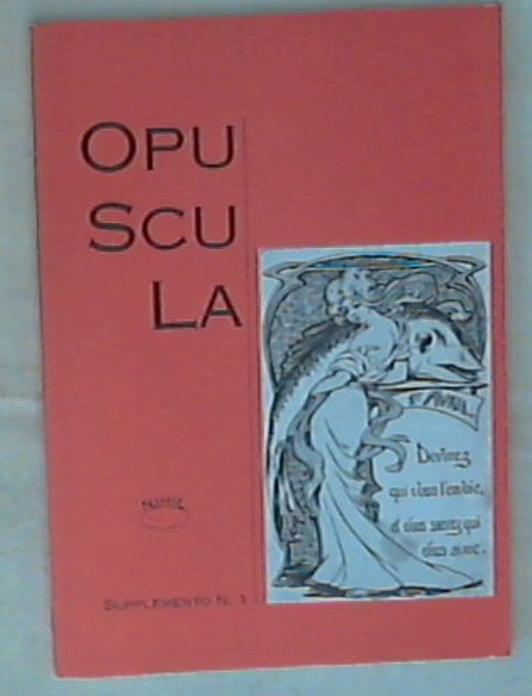 OPU
SCU
LA
1er AVRIL
Devinez
qui vous l'envoie,
et vous saurez qui
vous aime.
SUPPLEMENTO N. 1